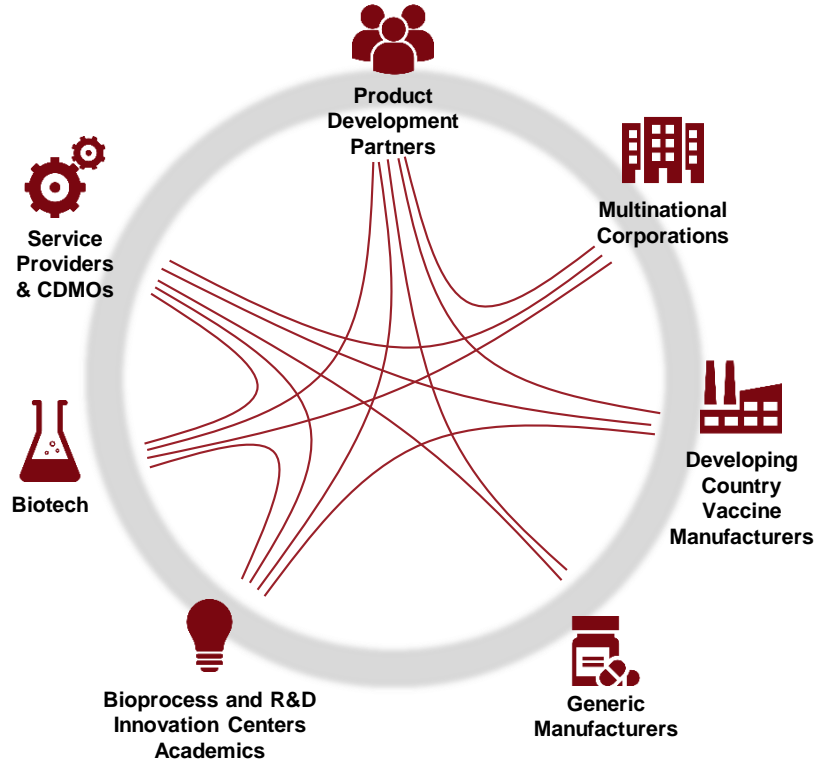 Product
Development
Partners
Multinational
Corporations
Service
Providers
& CDMOs
Developing
Country
Vaccine
Manufacturers
Biotech
Bioprocess and R&D
Innovation Centers
Academics
Generic
Manufacturers